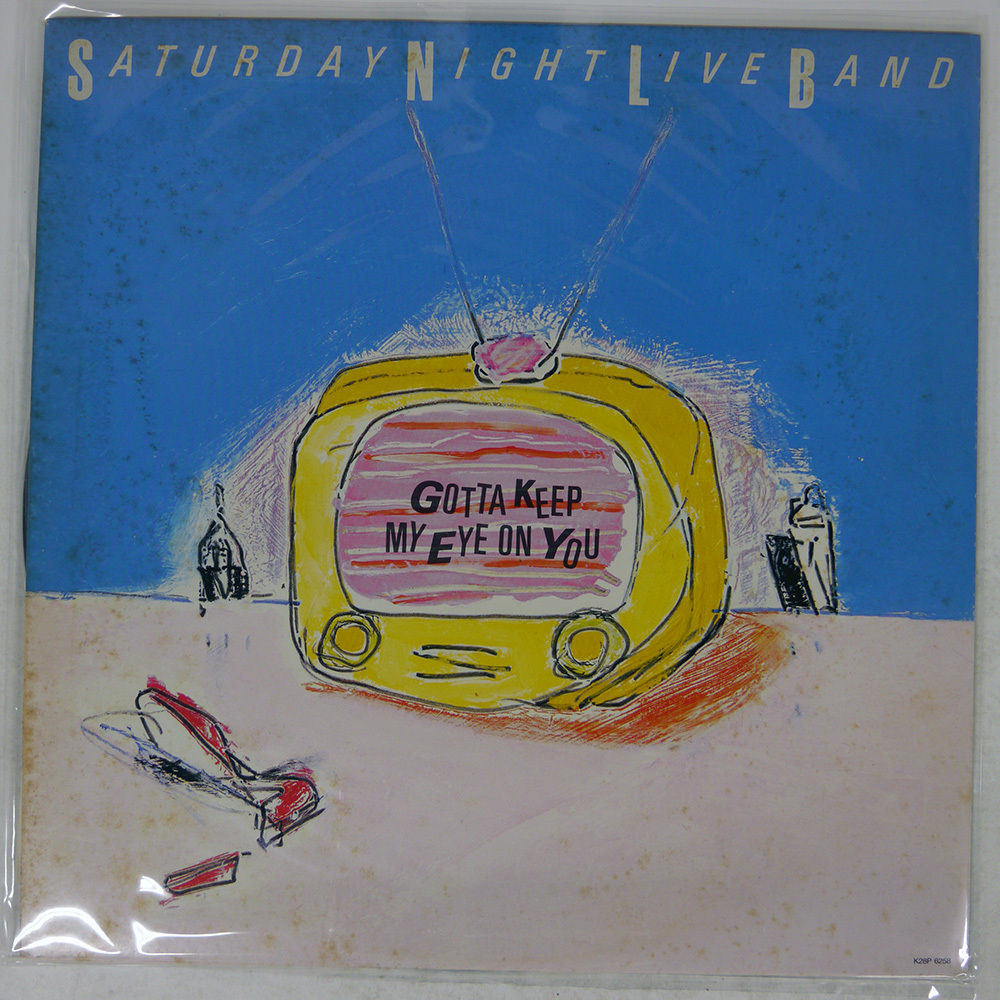 SATURDAY NIGHT LIVE BAND
GOTTA KEEP
MY EYE ON YOU
K28P 6258